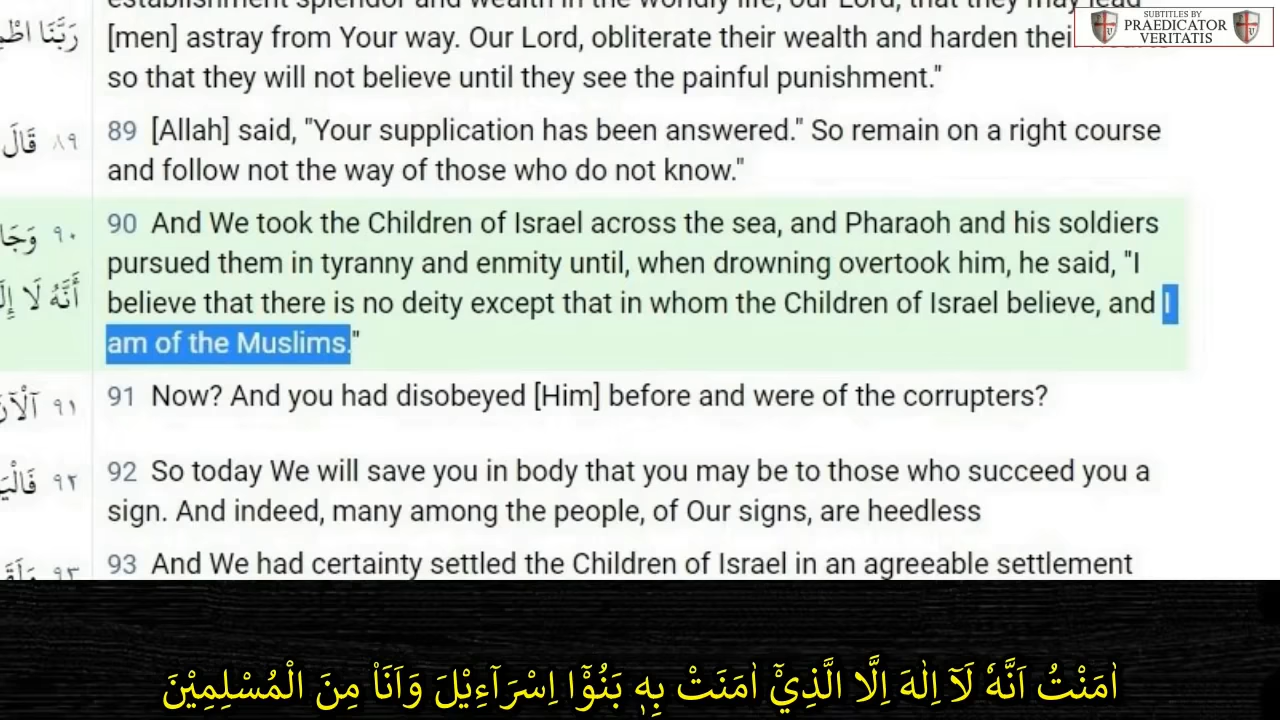 SUBTITLES BY
PRAEDICATOR
VERITATIS
[men] astray from Your way. Our Lord, obliterate their wealth and harden thei
so that they will not believe until they see the painful punishment."
89 [Allah] said, "Your supplication has been answered." So remain on a right course
قَالَ ٨٩
and follow not the way of those who do not know."
90 And We took the Children of Israel across the sea, and Pharaoh and his soldiers
٩٠
pursued them in tyranny and enmity until, when drowning overtook him, he said, "I
believe that there is no deity except that in whom the Children of Israel believe, and I
أَنَّهُ لَا
am of the Muslims."
91 Now? And you had disobeyed [Him] before and were of the corrupters?
٩١
92 So today We will save you in body that you may be to those who succeed you a
٩٢
sign. And indeed, many among the people, of Our signs, are heedless
93 And We had certainty settled the Children of Israel in an agreeable settlement
اٰمَنْتُ اَنَّهٗ لَآ اِلٰهَ اِلَّا الَّذِيْٓ اٰمَنَتْ بِهٖ بَنُوْٓا اِسْرَآءِيْلَ وَاَنَا۠ مِنَ الْمُسْلِمِيْنَ